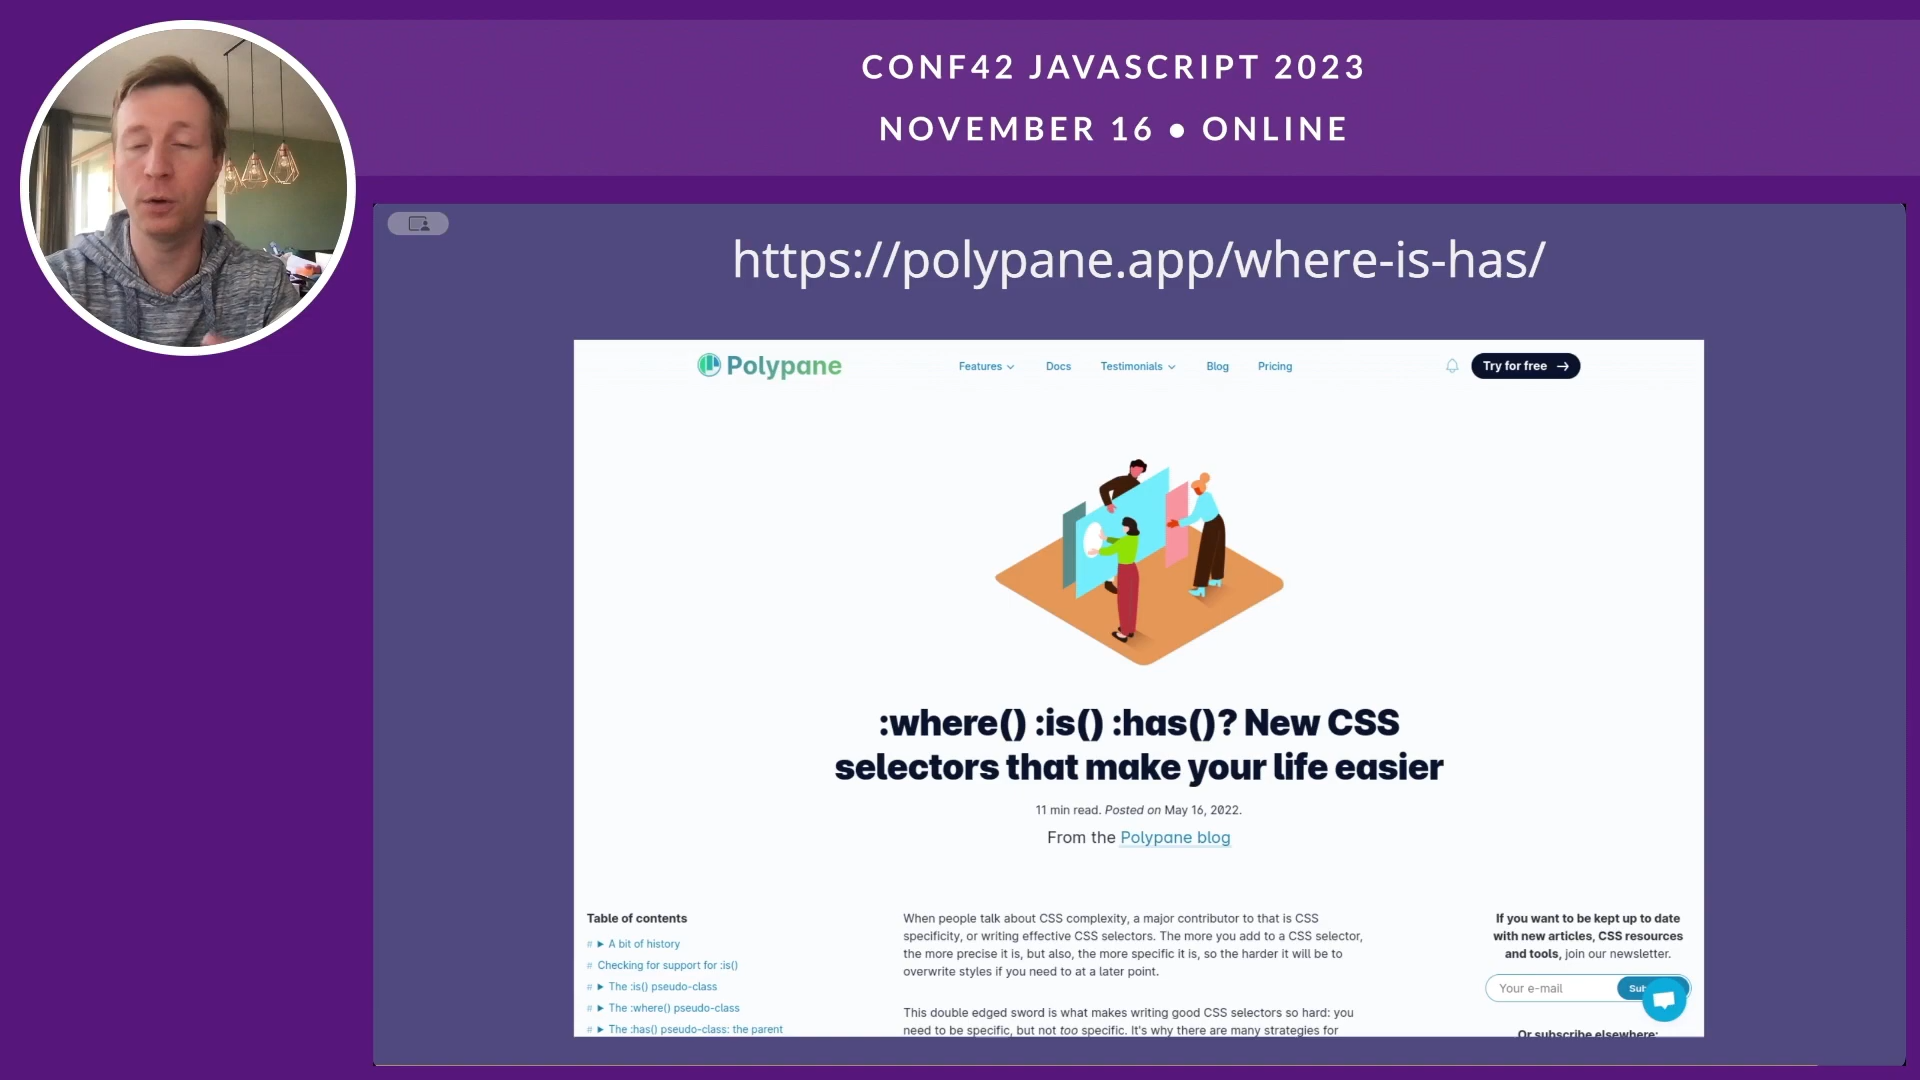 CONF42 JAVASCRIPT 2023
NOVEMBER 16 • ONLINE
https://polypane.app/where-is-has/
Polypane
Features
Docs
Testimonials
Blog
Pricing
Try for free →
:where() :is() :has()? New CSS
selectors that make your life easier
11 min read. Posted on May 16, 2022.
From the Polypane blog
Table of contents
# ▶ A bit of history
# Checking for support for :is()
# ▶ The :is() pseudo-class
# ▶ The :where() pseudo-class
# ▶ The :has() pseudo-class: the parent
When people talk about CSS complexity, a major contributor to that is CSS
specificity, or writing effective CSS selectors. The more you add to a CSS selector,
the more precise it is, but also, the more specific it is, so the harder it will be to
overwrite styles if you need to at a later point.
This double edged sword is what makes writing good CSS selectors so hard: you
need to be specific, but not too specific. It's why there are many strategies for
If you want to be kept up to date
with new articles, CSS resources
and tools, join our newsletter.
Your e-mail
Or subscribe elsewhere: